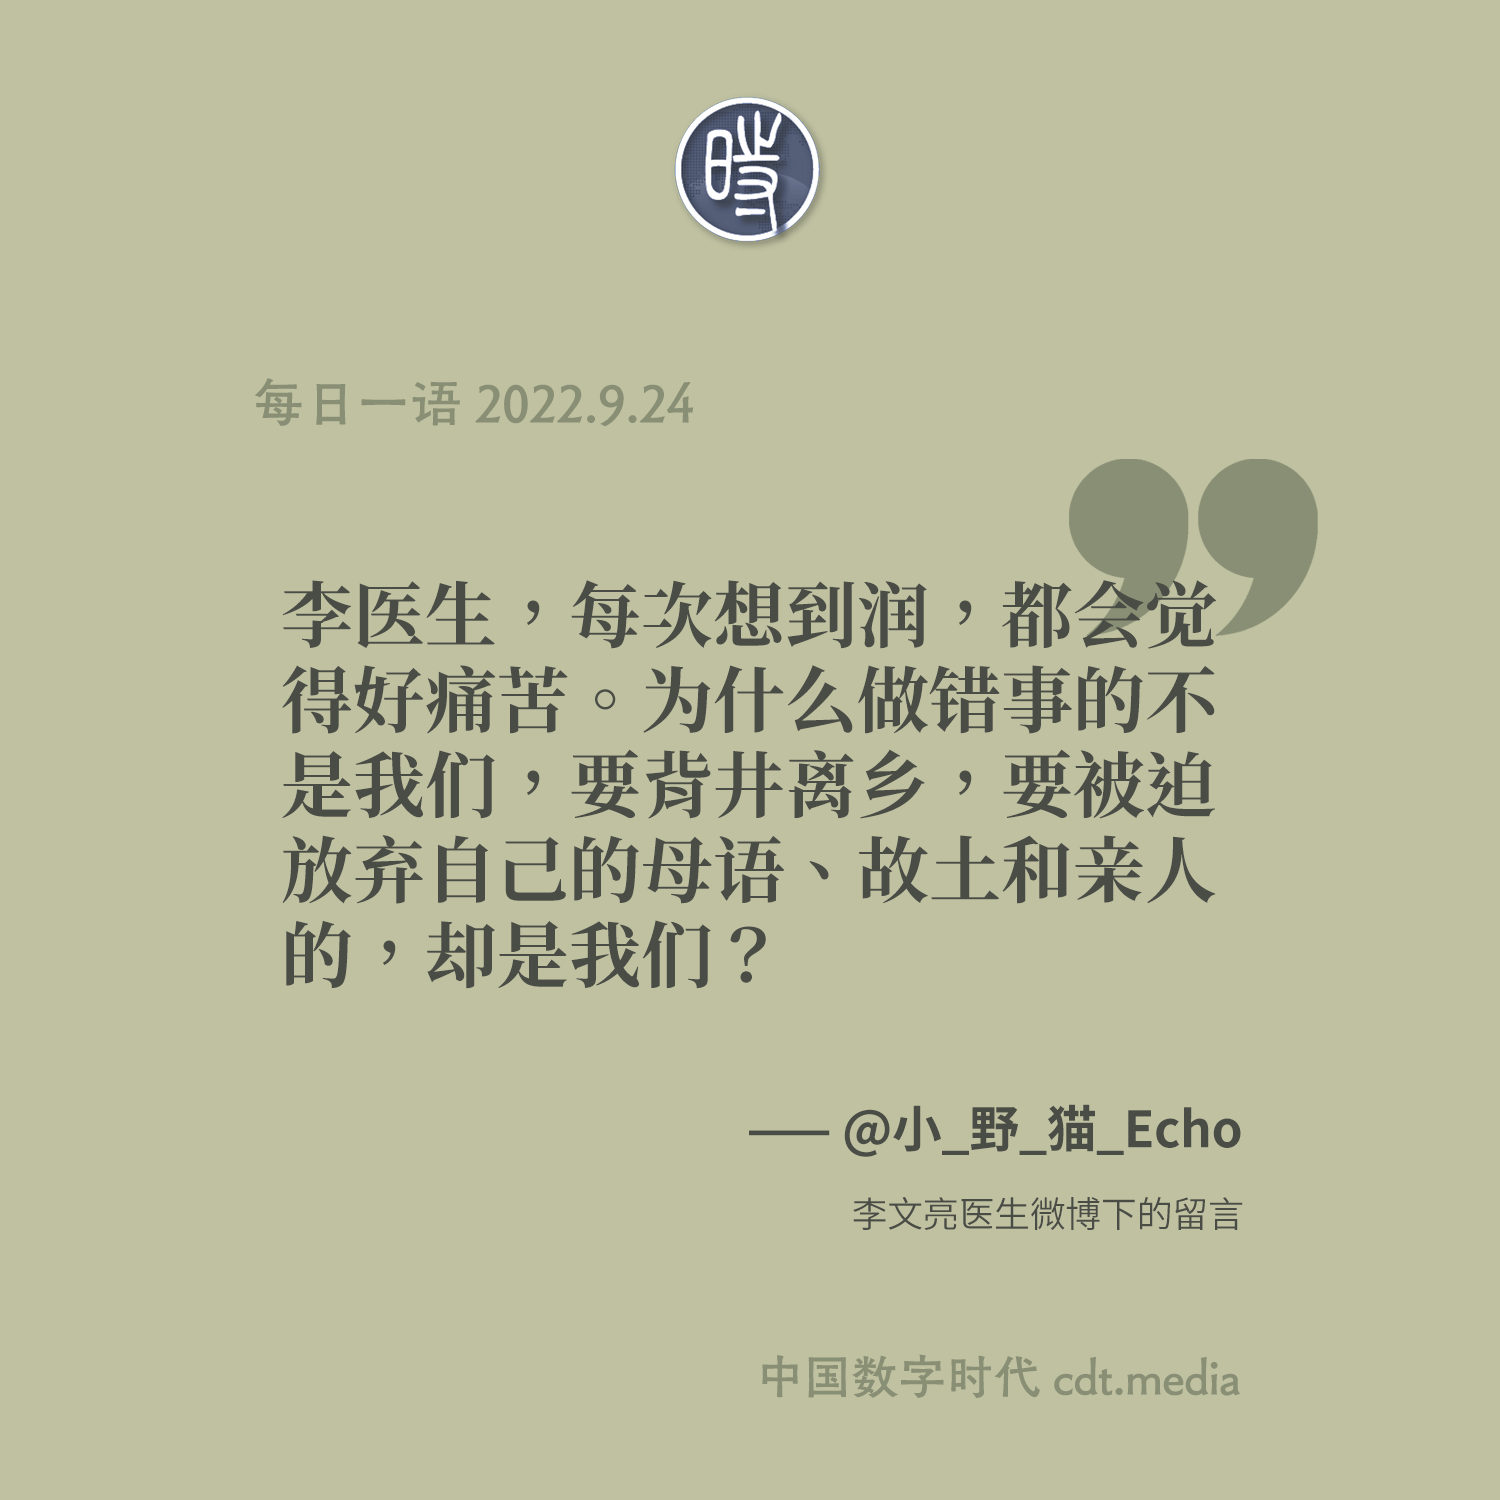 時
每日一语 2022.9.24
李医生，每次想到润，都会觉
得好痛苦。为什么做错事的不
是我们，要背井离乡，要被迫
放弃自己的母语、故土和亲人
的，却是我们？
—— @小_野_猫_Echo
李文亮医生微博下的留言
中国数字时代 cdt.media